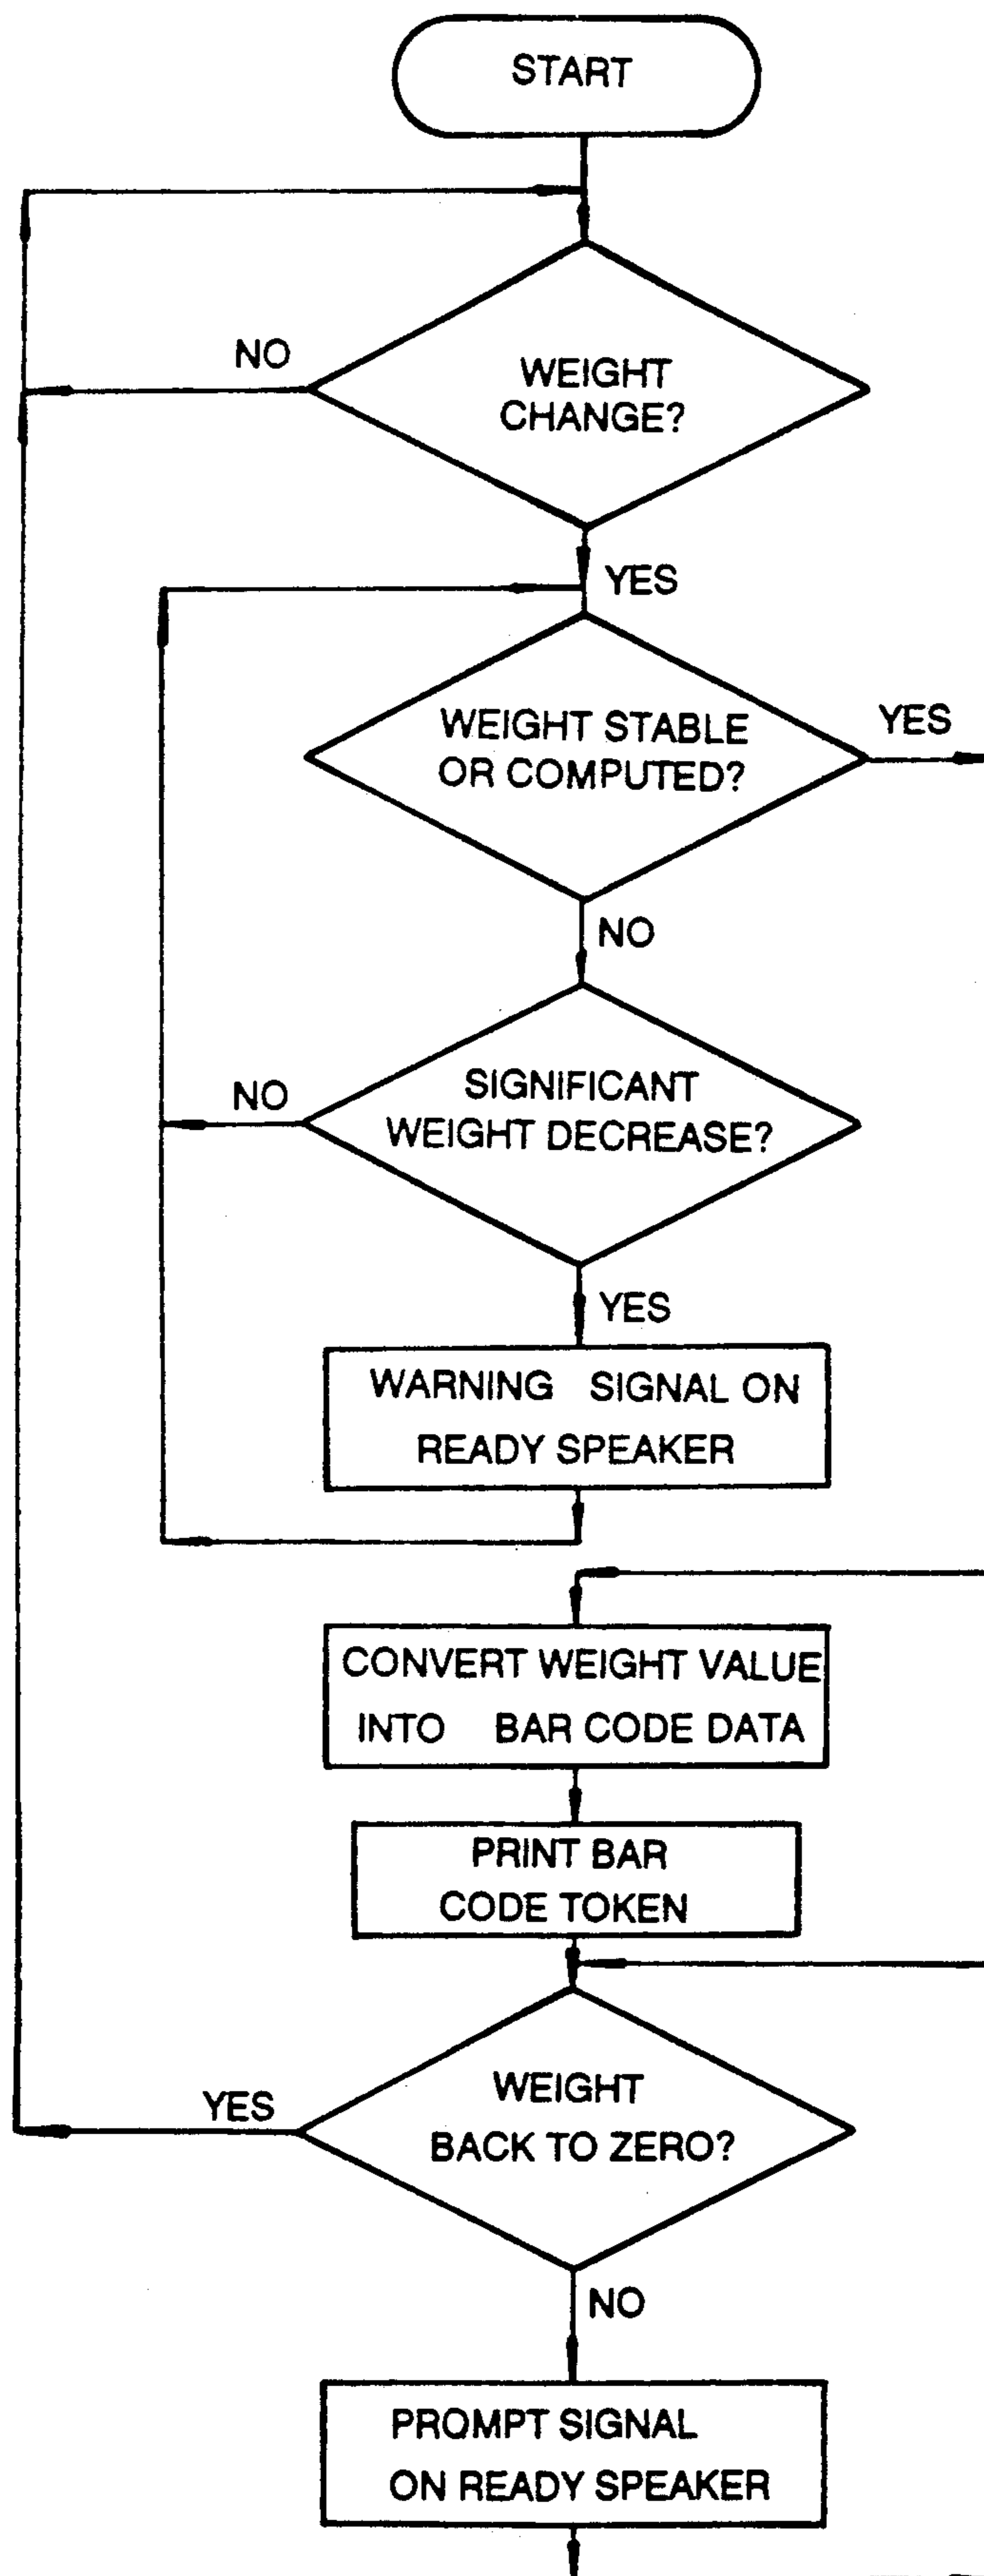 START
NO
WEIGHT
CHANGE?
YES
WEIGHT STABLE
OR COMPUTED?
YES
NO
SIGNIFICANT
WEIGHT DECREASE?
NO
YES
WARNING SIGNAL ON
READY SPEAKER
CONVERT WEIGHT VALUE
INTO BAR CODE DATA
PRINT BAR
CODE TOKEN
YES
WEIGHT
BACK TO ZERO?
NO
PROMPT SIGNAL
ON READY SPEAKER